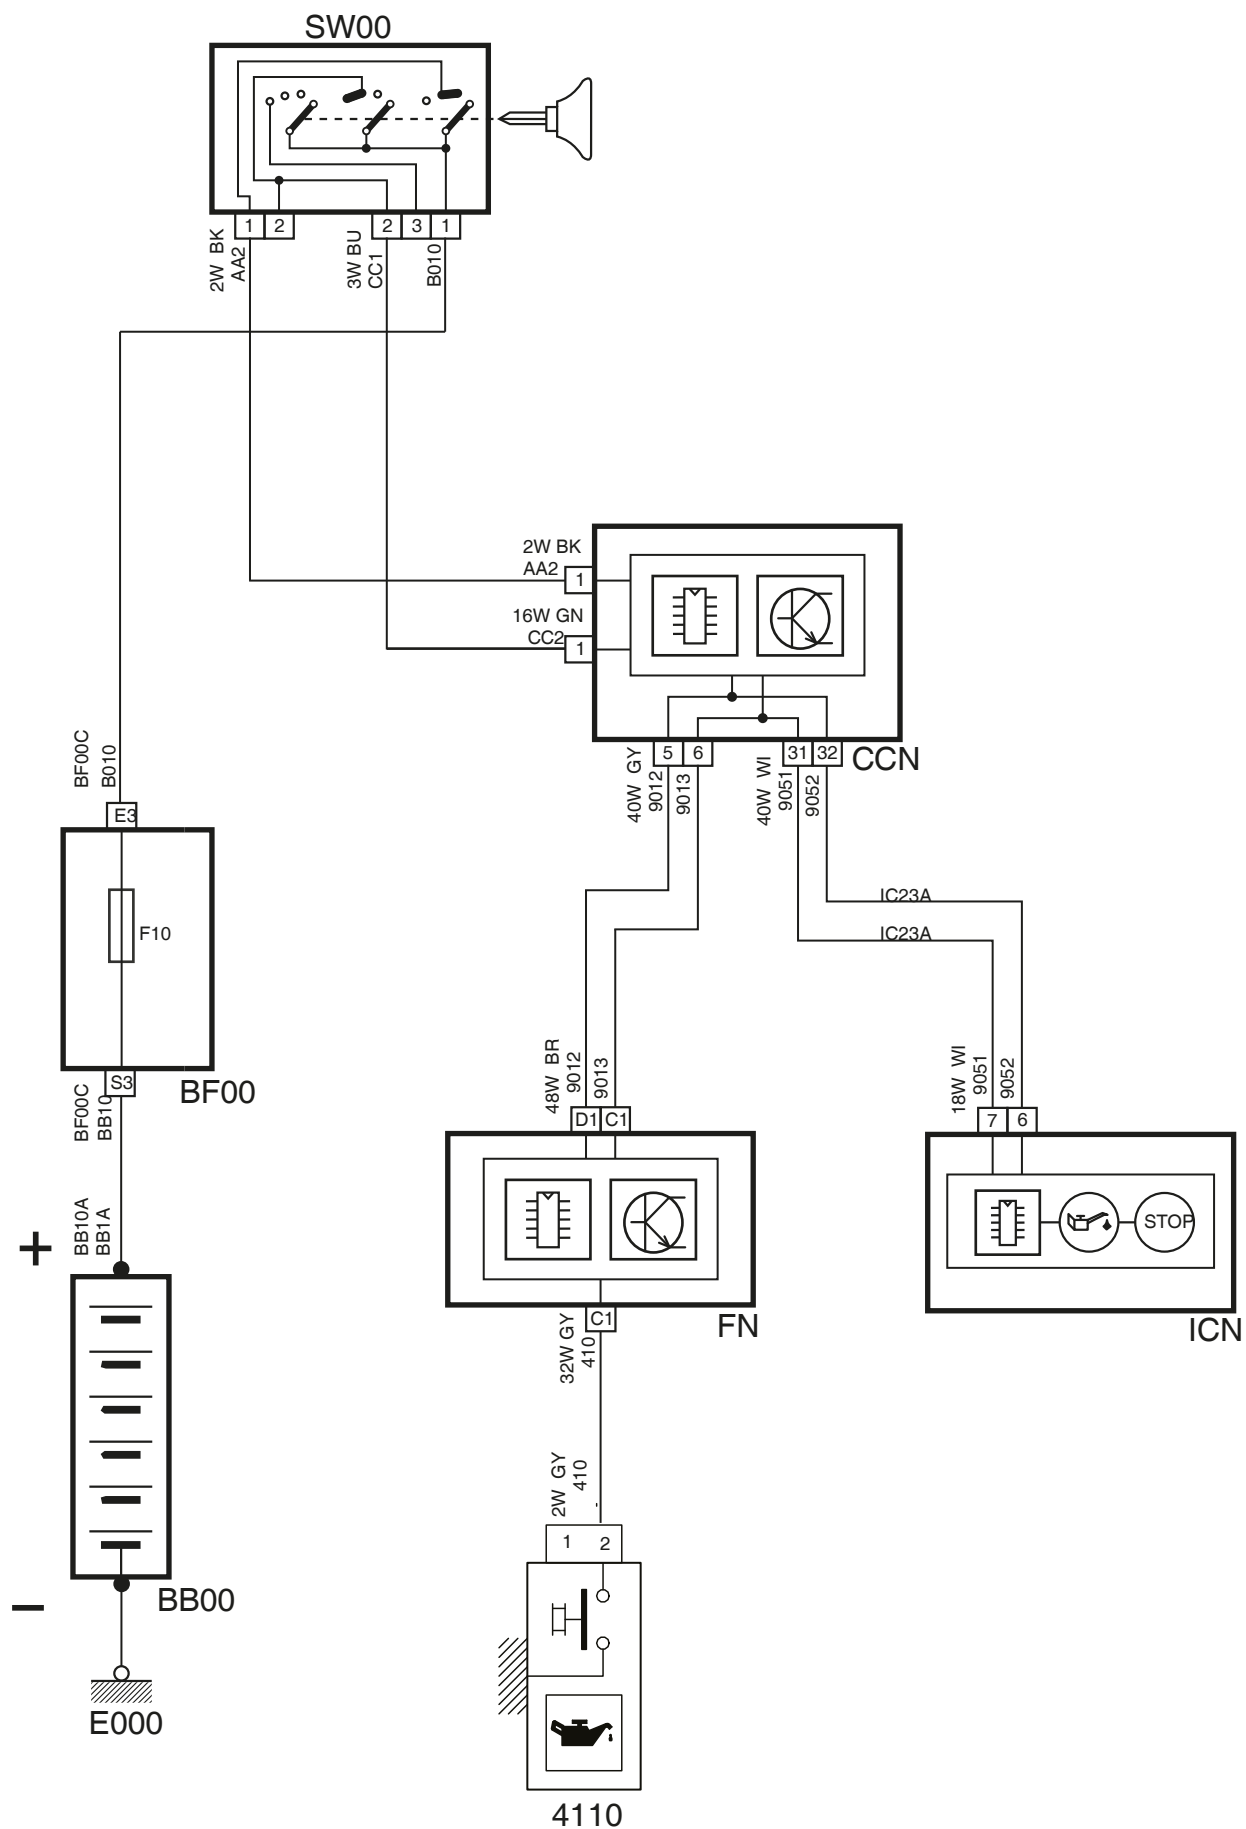 SW00
1
2
2
3
1
2W BK
AA2
3W BU
CC1
B010
2W BK
AA2
1
16W GN
CC2
1
5
6
31
32
CCN
40W GY
9012
9013
40W WI
9051
9052
BF00C
B010
E3
F10
IC23A
IC23A
S3
BF00
BF00C
BB10
48W BR
9012
9013
D1
C1
18W WI
9051
9052
7
6
STOP
BB10A
BB1A
+
C1
FN
ICN
32W GY
410
2W GY
410
1
2
BB00
−
E000
4110